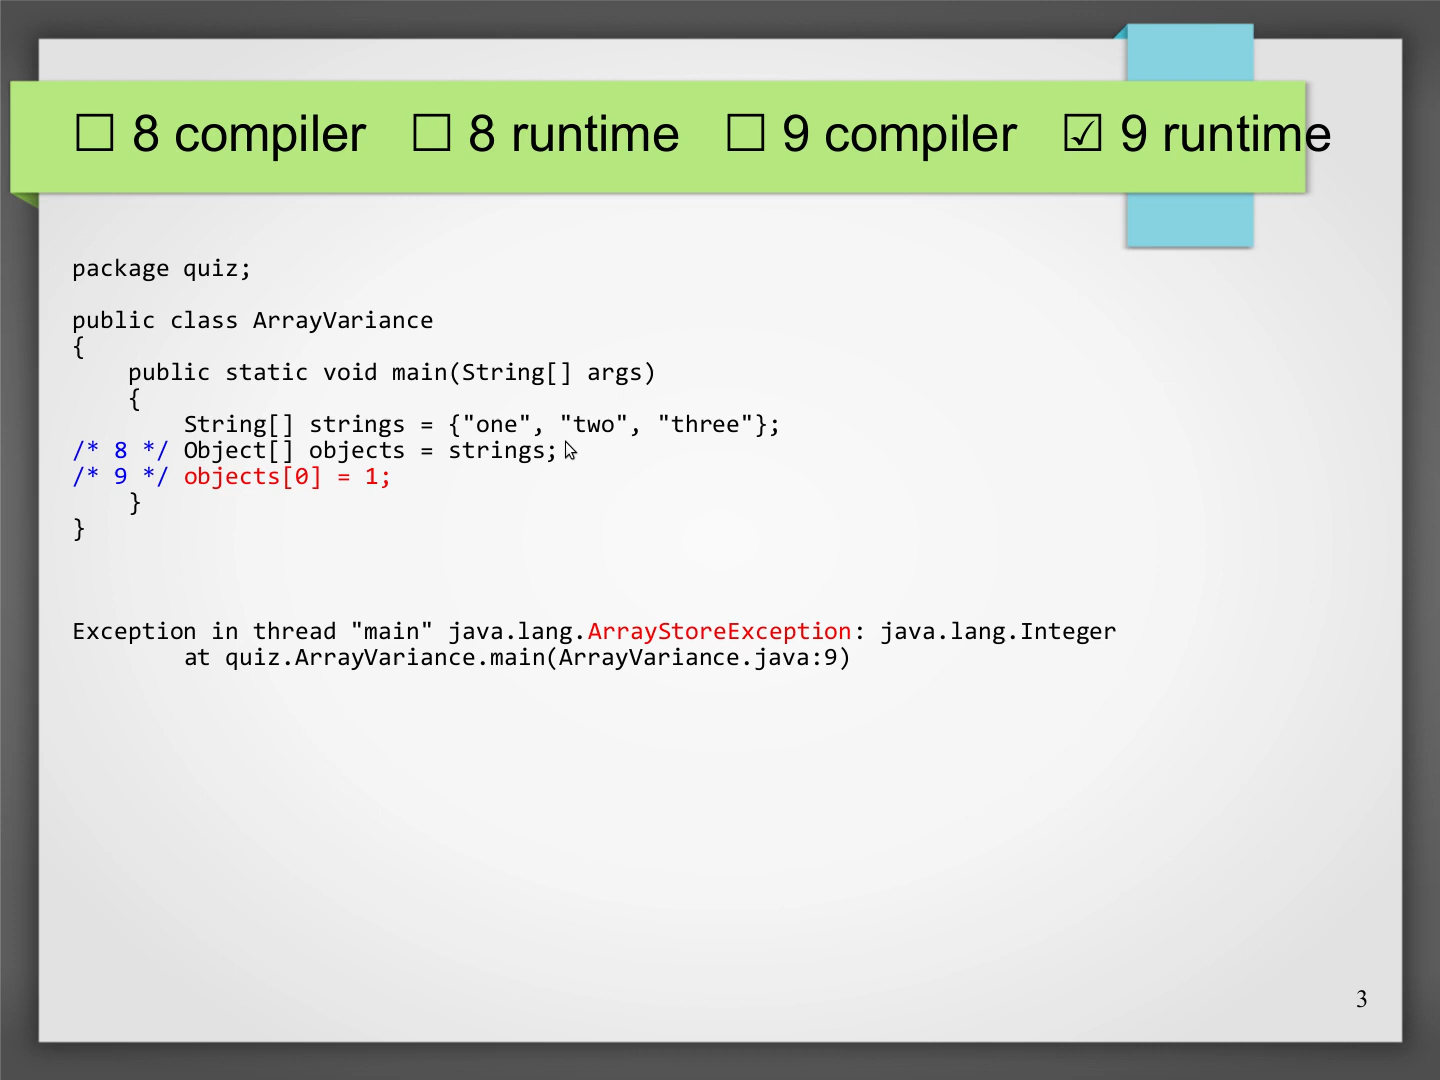 ☐ 8 compiler ☐ 8 runtime ☐ 9 compiler ☑ 9 runtime
package quiz;
public class ArrayVariance
{
    public static void main(String[] args)
    {
        String[] strings = {"one", "two", "three"};
/* 8 */ Object[] objects = strings;
/* 9 */ objects[0] = 1;
    }
}
Exception in thread "main" java.lang.ArrayStoreException: java.lang.Integer
        at quiz.ArrayVariance.main(ArrayVariance.java:9)
3